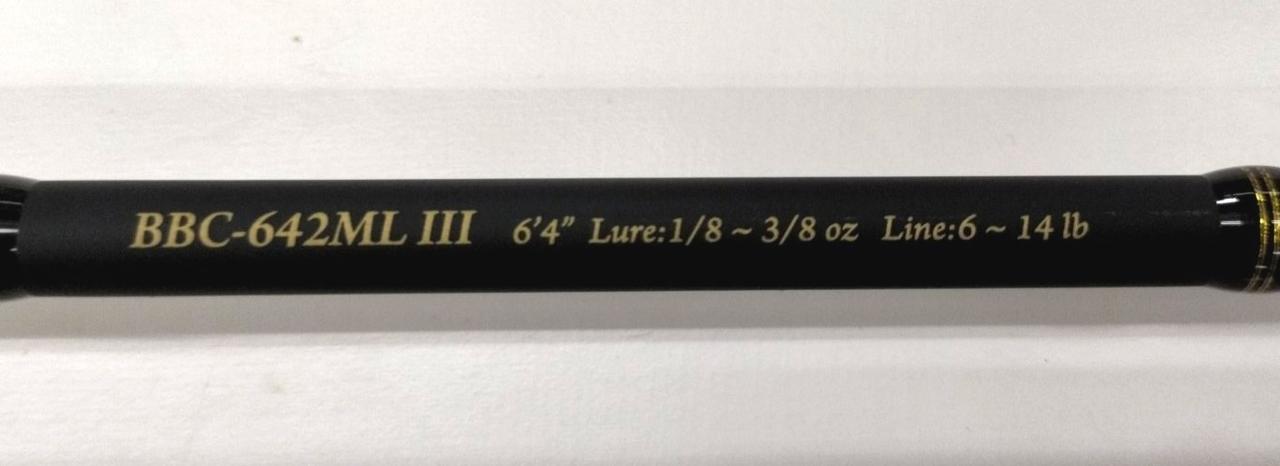 BBC-642ML III 6'4" Lure:1/8 ~ 3/8 oz Line:6 ~ 14 lb